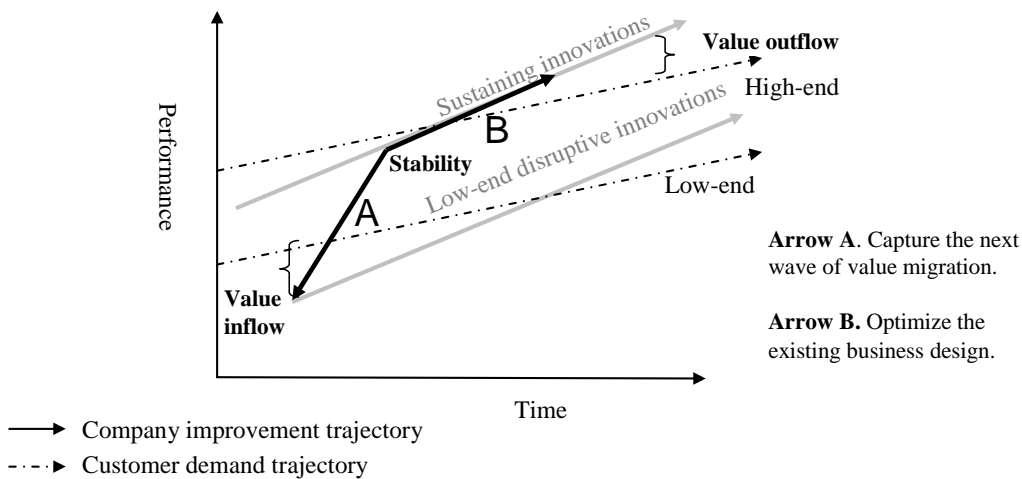 Sustaining innovations
Value outflow
High-end
Performance
B
Stability
Low-end disruptive innovations
Low-end
A
Arrow A. Capture the next
wave of value migration.
Value
inflow
Arrow B. Optimize the
existing business design.
Time
Company improvement trajectory
Customer demand trajectory